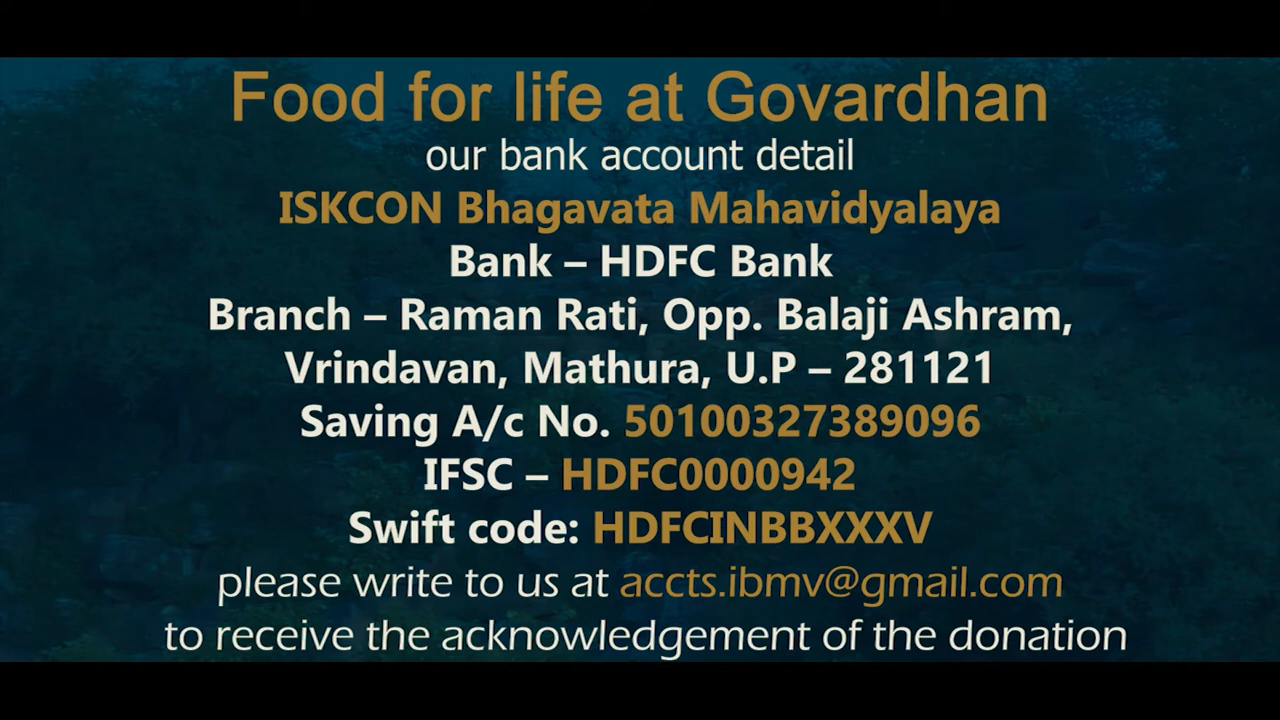 Food for life at Govardhan
our bank account detail
ISKCON Bhagavata Mahavidyalaya
Bank – HDFC Bank
Branch – Raman Rati, Opp. Balaji Ashram,
Vrindavan, Mathura, U.P – 281121
Saving A/c No. 50100327389096
IFSC – HDFC0000942
Swift code: HDFCINBBXXXV
please write to us at accts.ibmv@gmail.com
to receive the acknowledgement of the donation